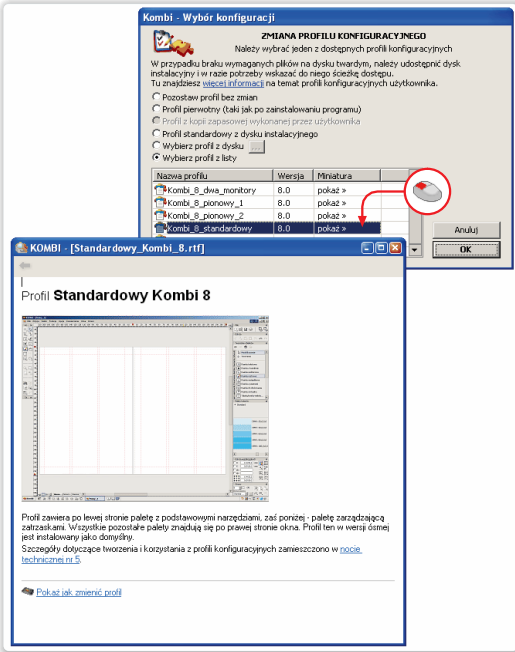 Kombi - Wybór konfiguracji
ZMIANA PROFILU KONFIGURACYJNEGO
Należy wybrać jeden z dostępnych profili konfiguracyjnych
W przypadku braku wymaganych plików na dysku twardym, należy udostępnić dysk
instalacyjny i w razie potrzeby wskazać do niego ścieżkę dostępu.
Tu znajdziesz więcej informacji na temat profili konfiguracyjnych użytkownika.
Pozostaw profil bez zmian
Profil pierwotny (taki jak po zainstalowaniu programu)
Profil z kopii zapasowej wykonanej przez użytkownika
Profil standardowy z dysku instalacyjnego
Wybierz profil z dysku ...
Wybierz profil z listy
Nazwa profilu Wersja Miniatura
Kombi_8_dwa_monitory 8.0 pokaż »
Kombi_8_pionowy_1 8.0 pokaż »
Kombi_8_pionowy_2 8.0 pokaż »
Kombi_8_standardowy 8.0 pokaż »
Anuluj
OK
KOMBI - [Standardowy_Kombi_8.rtf]
Profil Standardowy Kombi 8
Profil zawiera po lewej stronie paletę z podstawowymi narzędziami, zaś poniżej - paletę zarządzającą
zatrzaskami. Wszystkie pozostałe palety znajdują się po prawej stronie okna. Profil ten w wersji ósmej
jest instalowany jako domyślny.
Szczegóły dotyczące tworzenia i korzystania z profili konfiguracyjnych zamieszczono w nocie
technicznej nr 5.
Pokaż jak zmienić profil